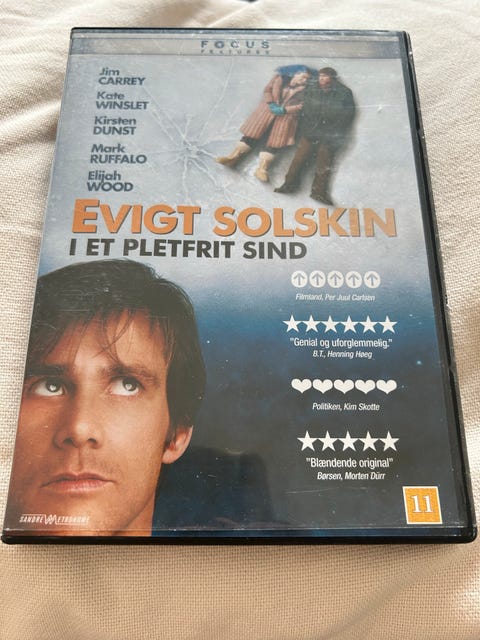 FOCUS
FEATURES
Jim
CARREY
Kate
WINSLET
Kirsten
DUNST
Mark
RUFFALO
Elijah
WOOD
EVIGT SOLSKIN
I ET PLETFRIT SIND
Filmland, Per Juul Carlsen
"Genial og uforglemmelig."
B.T., Henning Høeg
Politiken, Kim Skotte
"Blændende original"
Børsen, Morten Dürr
SANDREW METRONOME
11